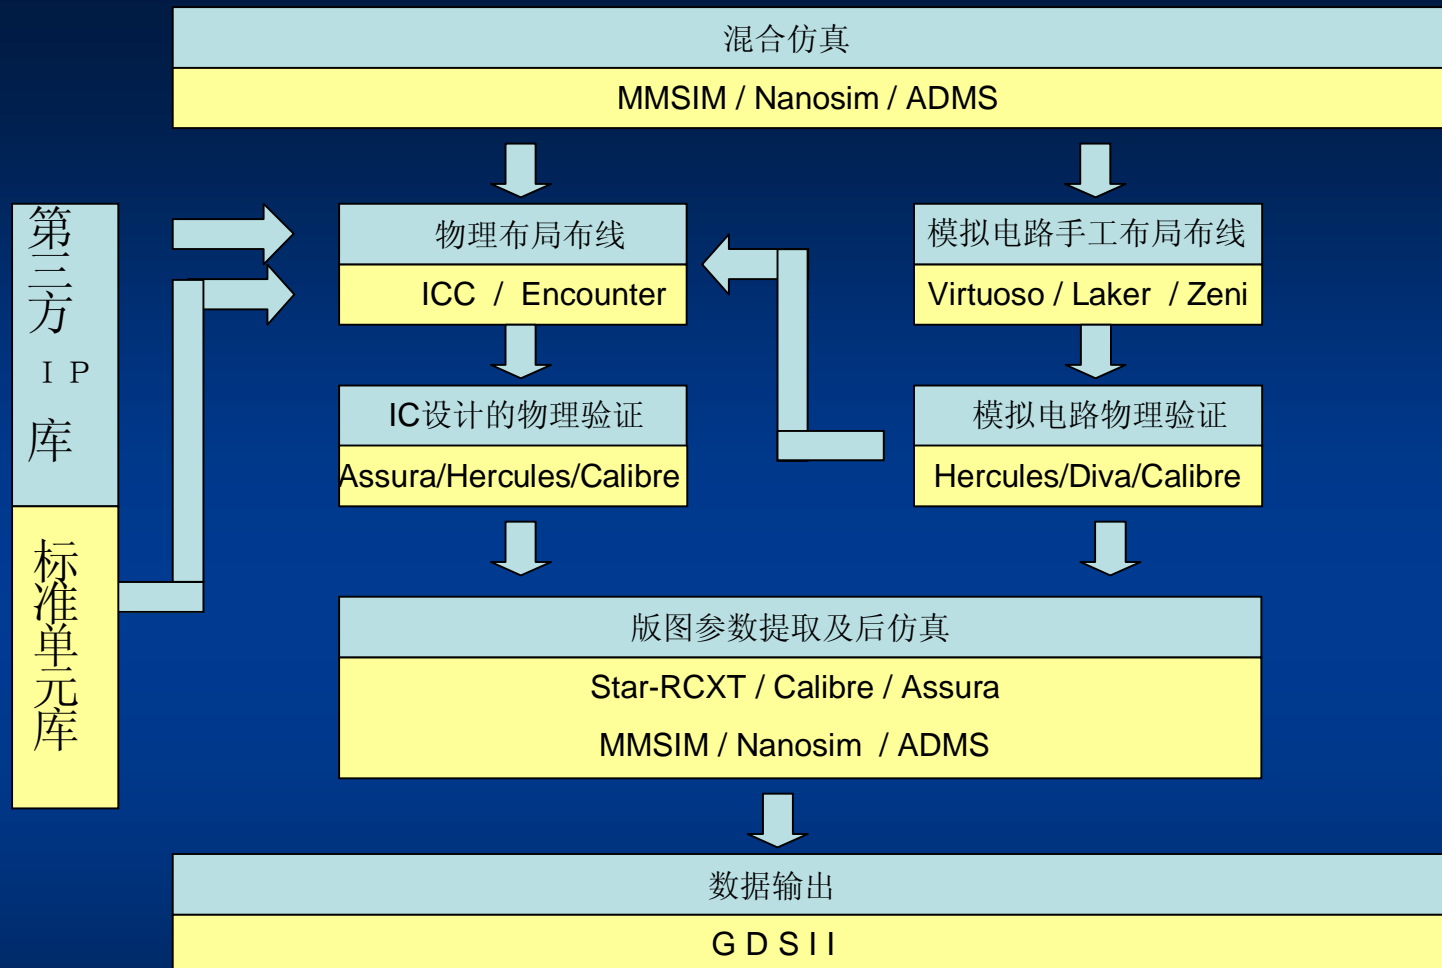 混合仿真
MMSIM / Nanosim / ADMS
第三方
I P
库
标准单元库
物理布局布线
ICC / Encounter
模拟电路手工布局布线
Virtuoso / Laker / Zeni
IC设计的物理验证
Assura/Hercules/Calibre
模拟电路物理验证
Hercules/Diva/Calibre
版图参数提取及后仿真
Star-RCXT / Calibre / Assura
MMSIM / Nanosim / ADMS
数据输出
G D S I I